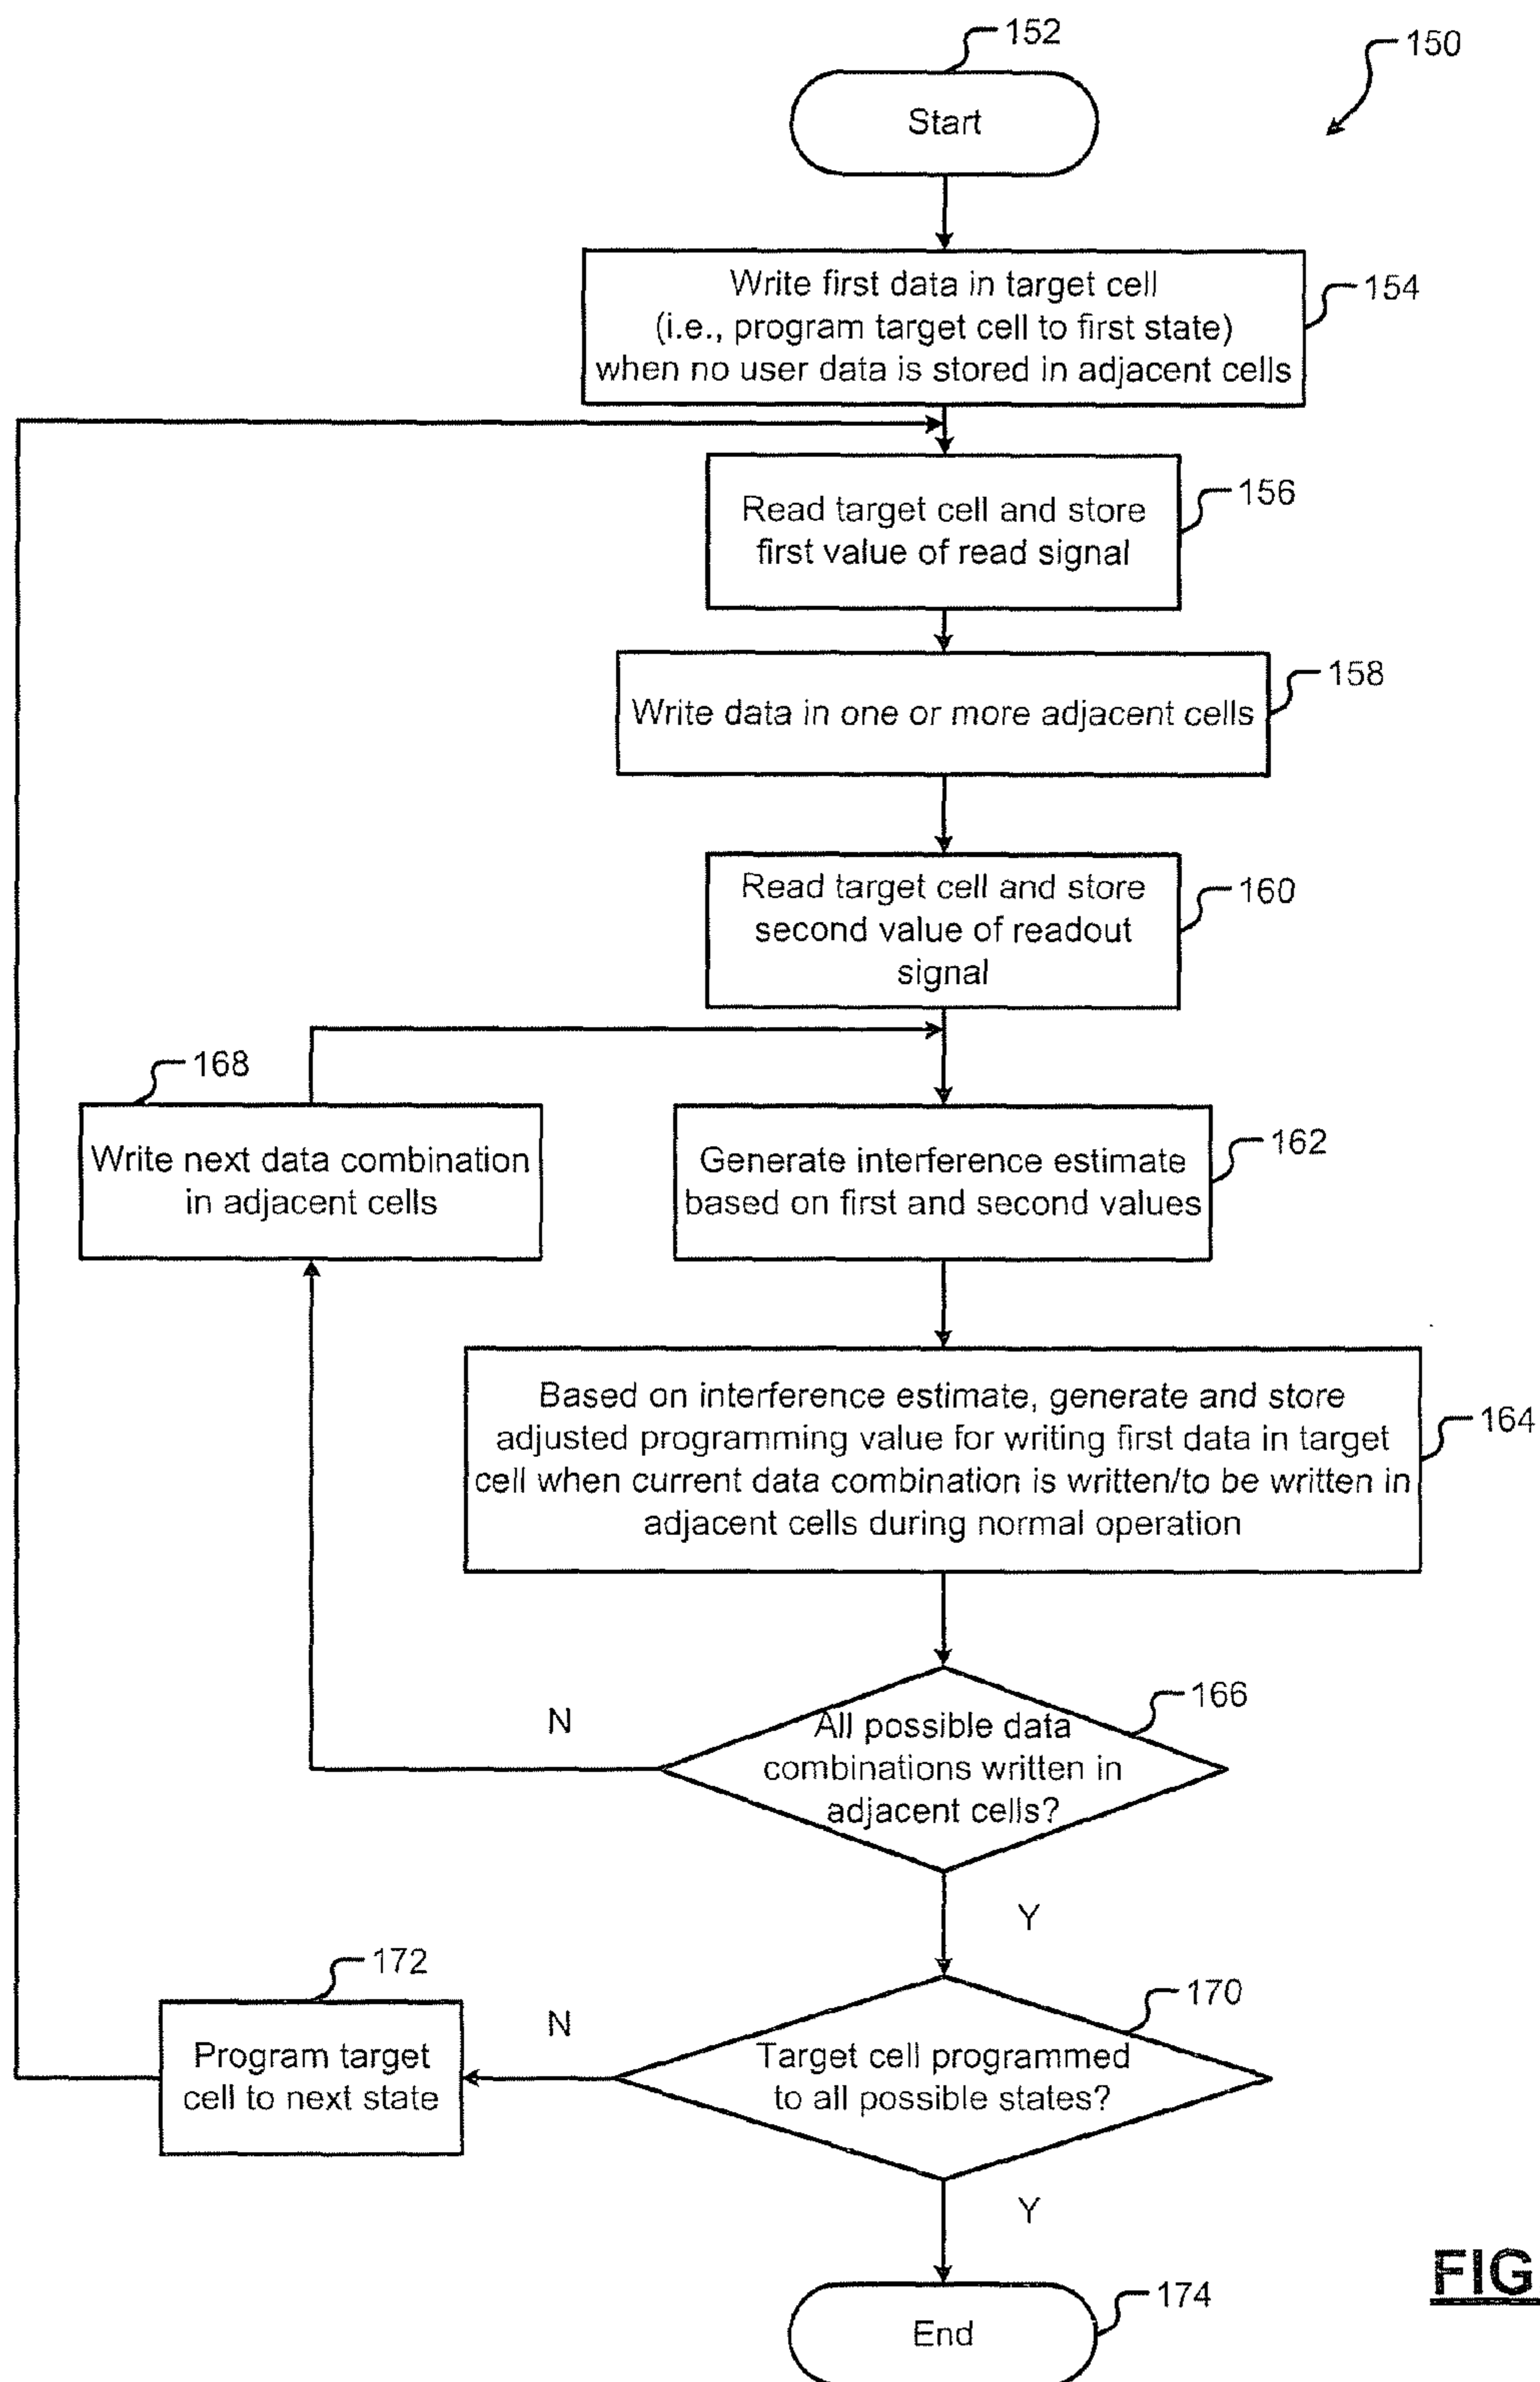 152
150
Start
Write first data in target cell
(i.e., program target cell to first state)
when no user data is stored in adjacent cells
154
Read target cell and store
first value of read signal
156
Write data in one or more adjacent cells
158
Read target cell and store
second value of readout
signal
160
168
Write next data combination
in adjacent cells
Generate interference estimate
based on first and second values
162
Based on interference estimate, generate and store
adjusted programming value for writing first data in target
cell when current data combination is written/to be written in
adjacent cells during normal operation
164
N
All possible data
combinations written in
adjacent cells?
166
Y
172
Program target
cell to next state
N
Target cell programmed
to all possible states?
170
Y
End
174
FIG